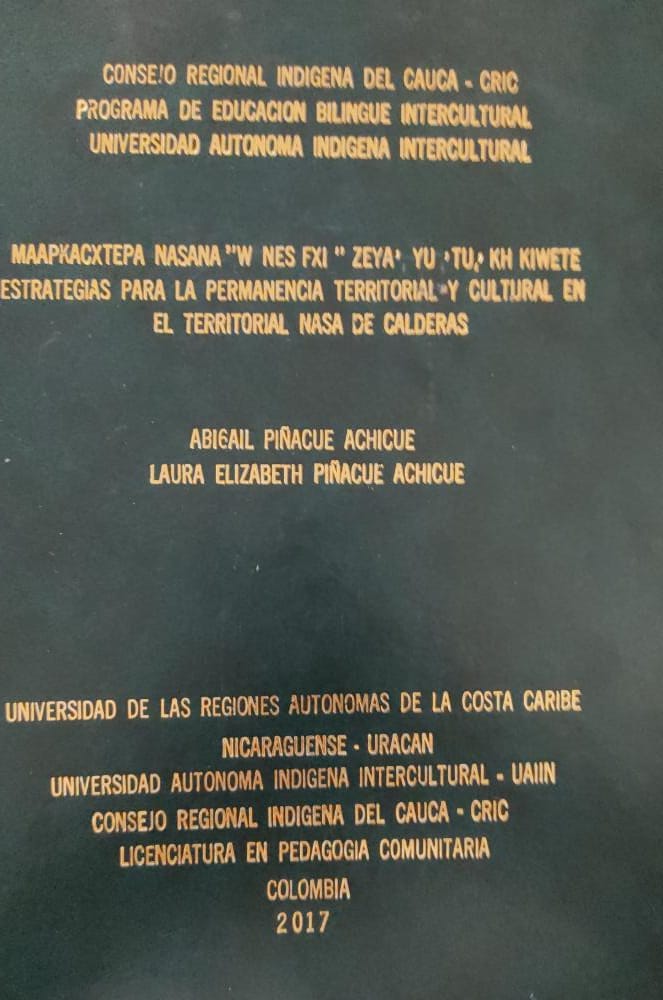 CONSEJO REGIONAL INDIGENA DEL CAUCA - CRIC
PROGRAMA DE EDUCACION BILINGUE INTERCULTURAL
UNIVERSIDAD AUTONOMA INDIGENA INTERCULTURAL
MAAPKACXTEPA NASANA "W NES FXI " ZEYA' YU 'TU,' KH KIWETE
ESTRATEGIAS PARA LA PERMANENCIA TERRITORIAL Y CULTURAL EN
EL TERRITORIAL NASA DE CALDERAS
ABIGAIL PIÑACUE ACHICUE
LAURA ELIZABETH PIÑACUE ACHICUE
UNIVERSIDAD DE LAS REGIONES AUTONOMAS DE LA COSTA CARIBE
NICARAGUENSE - URACAN
UNIVERSIDAD AUTONOMA INDIGENA INTERCULTURAL - UAIIN
CONSEJO REGIONAL INDIGENA DEL CAUCA - CRIC
LICENCIATURA EN PEDAGOGIA COMUNITARIA
COLOMBIA
2017